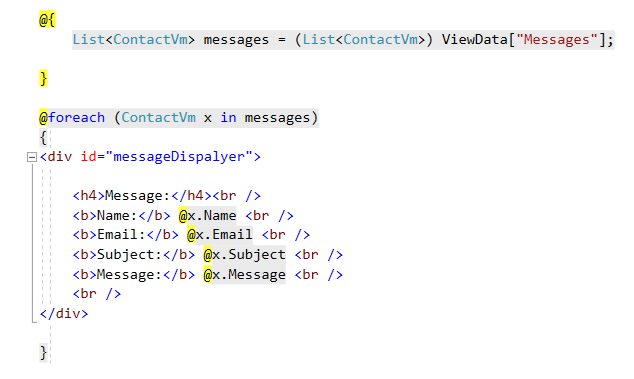 @{
List<ContactVm> messages = (List<ContactVm>) ViewData["Messages"];
}
@foreach (ContactVm x in messages)
{
<div id="messageDispalyer">
<h4>Message:</h4><br />
<b>Name:</b> @x.Name <br />
<b>Email:</b> @x.Email <br />
<b>Subject:</b> @x.Subject <br />
<b>Message:</b> @x.Message <br />
<br />
</div>
}